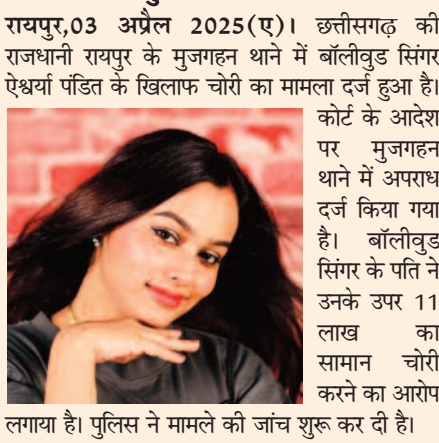 रायपुर,03 अप्रैल 2025(ए)। छत्तीसगढ़ की
राजधानी रायपुर के मुजगहन थाने में बॉलीवुड सिंगर
ऐश्वर्या पंडित के खिलाफ चोरी का मामला दर्ज हुआ है।
कोर्ट के आदेश
पर मुजगहन
थाने में अपराध
दर्ज किया गया
है। बॉलीवुड
सिंगर के पति ने
उनके उपर 11
लाख का
सामान चोरी
करने का आरोप
लगाया है। पुलिस ने मामले की जांच शुरू कर दी है।